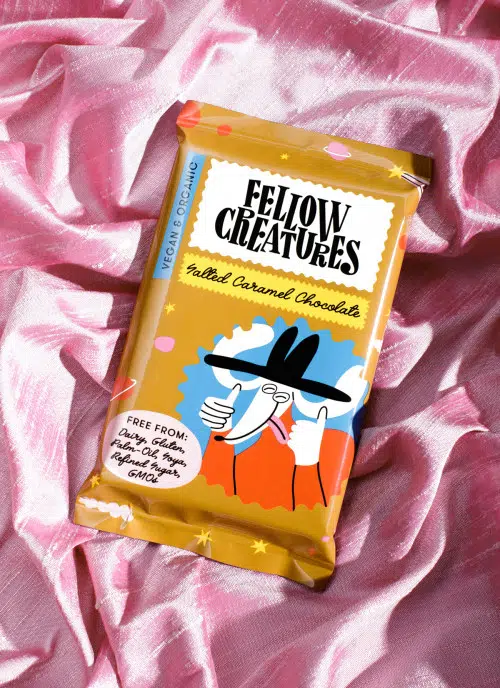 VEGAN & ORGANIC
FELLOW
CREATURES
Salted Caramel Chocolate
FREE FROM:
Dairy, Gluten,
Palm-Oil, Soya,
Refined Sugar,
GMOs